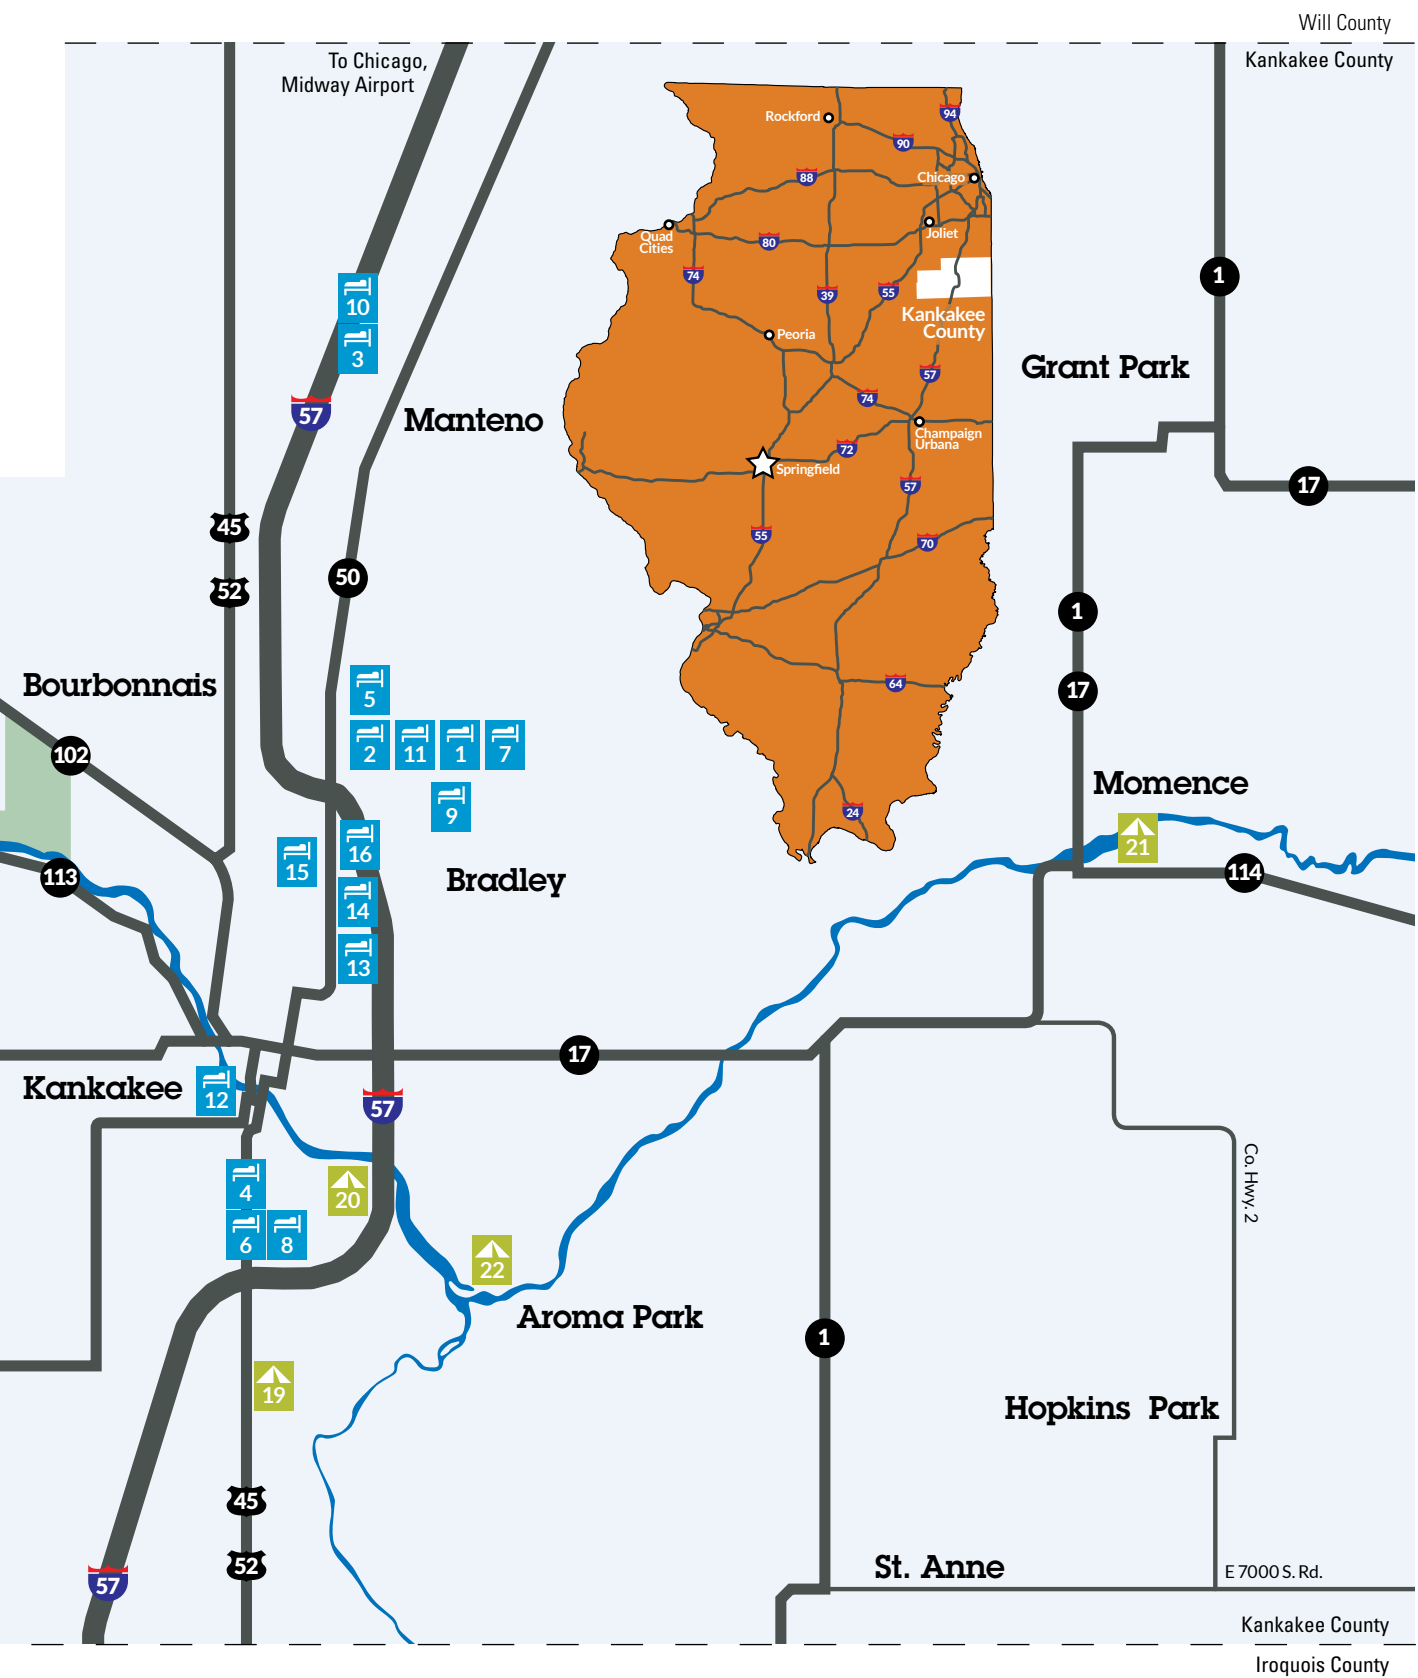 Will County
Kankakee County
To Chicago,
Midway Airport
Rockford
94
90
88
Chicago
Quad
Cities
Joliet
80
74
39
55
Kankakee
County
Peoria
57
74
Champaign
Urbana
72
Springfield
57
55
70
64
24
10
3
57
Manteno
Grant Park
1
17
45
52
50
1
17
Bourbonnais
102
5
2
11
1
7
9
Momence
21
114
16
15
14
13
Bradley
113
17
Kankakee
12
57
4
6
8
20
22
Aroma Park
Co. Hwy. 2
1
19
Hopkins Park
45
52
57
St. Anne
E 7000 S. Rd.
Kankakee County
Iroquois County